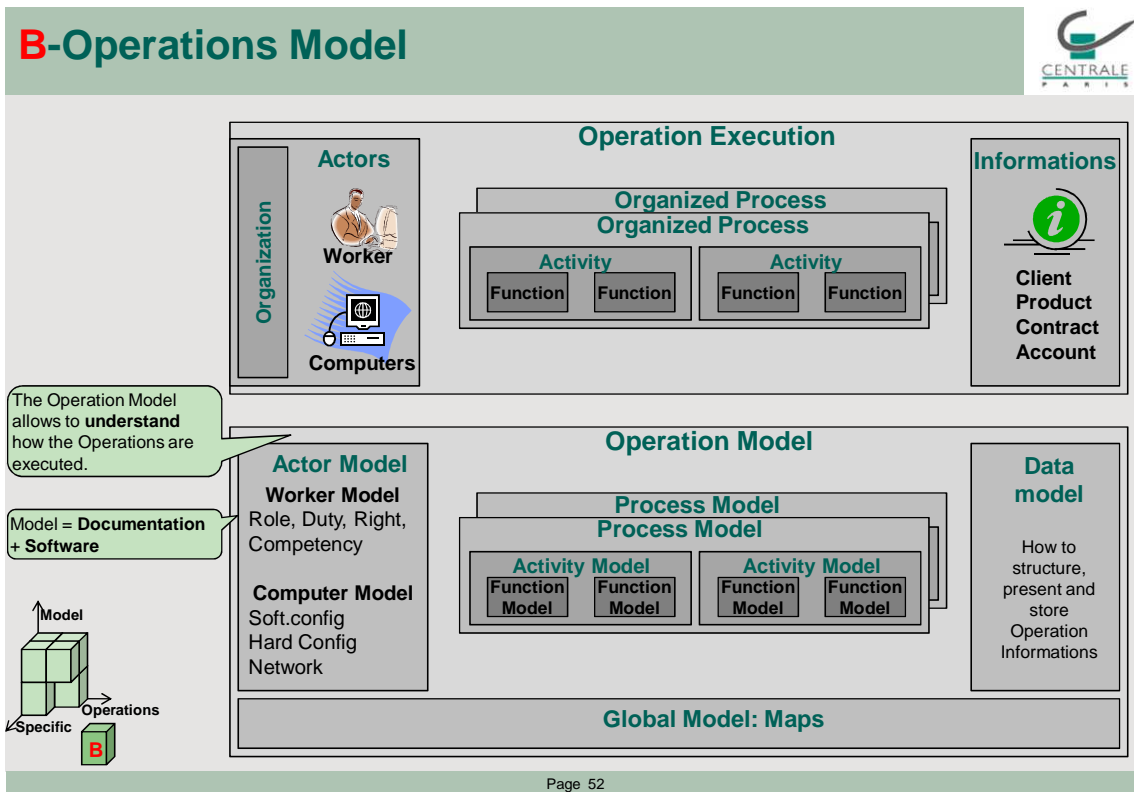 B-Operations Model
CENTRALE
PARIS
Operation Execution
Organization
Actors
Worker
Computers
Organized Process
Organized Process
Activity
Function
Function
Activity
Function
Function
Informations
i
Client
Product
Contract
Account
The Operation Model
allows to understand
how the Operations are
executed.
Model = Documentation
+ Software
Operation Model
Actor Model
Worker Model
Role, Duty, Right,
Competency
Computer Model
Soft.config
Hard Config
Network
Process Model
Process Model
Activity Model
Function
Model
Function
Model
Activity Model
Function
Model
Function
Model
Data
model
How to
structure,
present and
store
Operation
Informations
Global Model: Maps
Model
Operations
Specific
B
Page 52